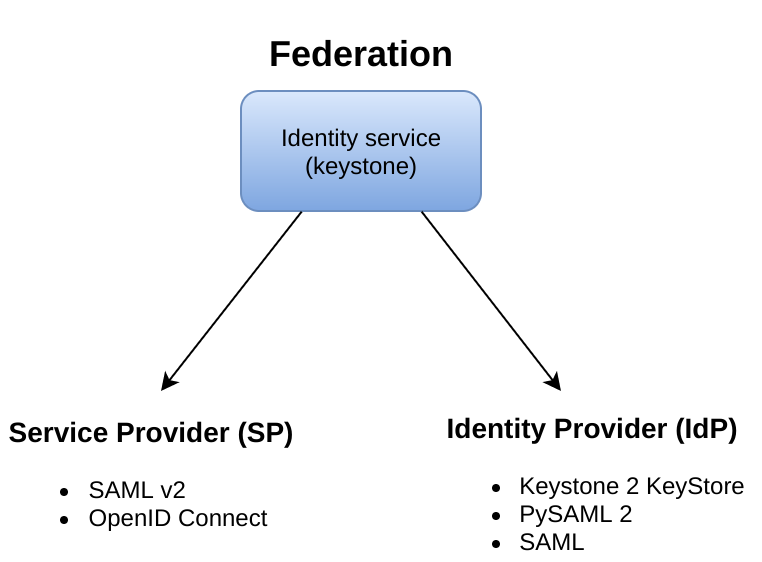 Federation
Identity service
(keystone)
Service Provider (SP)
• SAML v2
• OpenID Connect
Identity Provider (IdP)
• Keystone 2 KeyStore
• PySAML 2
• SAML